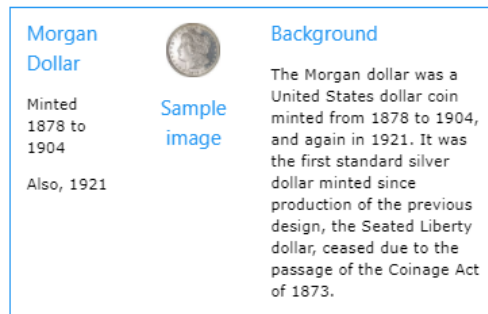 Morgan
Dollar
Minted
1878 to
1904
Also, 1921
Sample
image
Background
The Morgan dollar was a
United States dollar coin
minted from 1878 to 1904,
and again in 1921. It was
the first standard silver
dollar minted since
production of the previous
design, the Seated Liberty
dollar, ceased due to the
passage of the Coinage Act
of 1873.